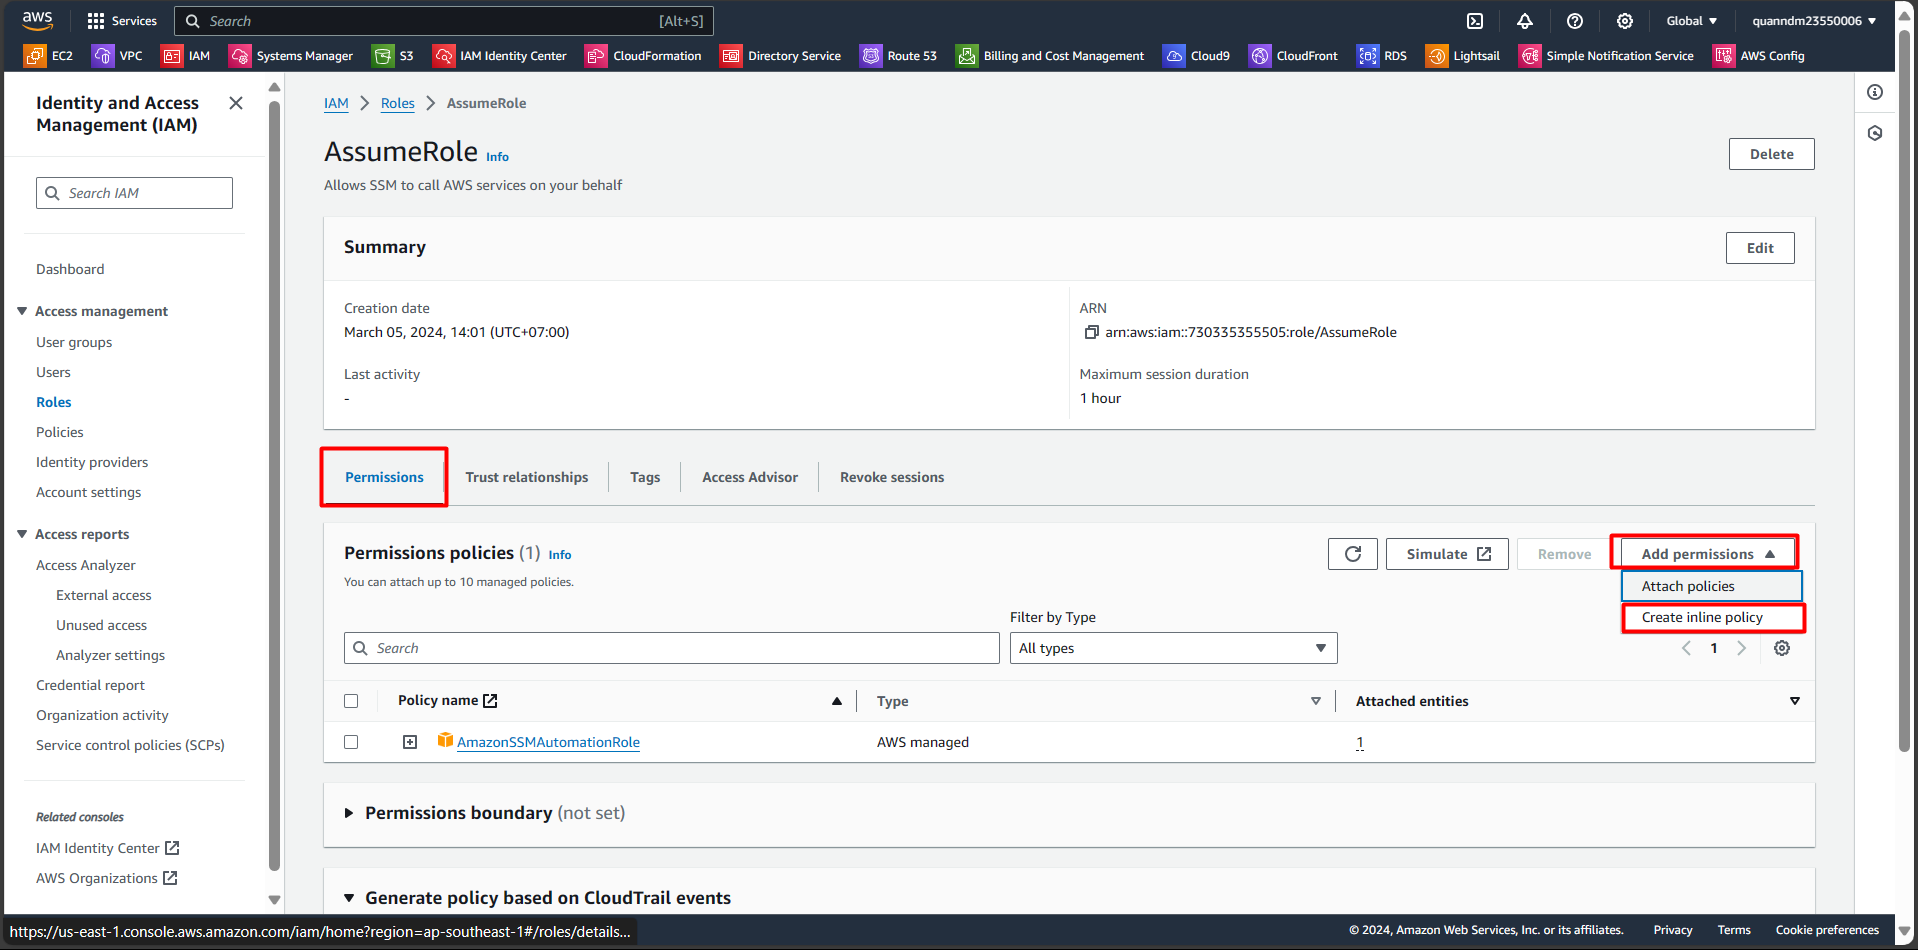 aws Services Search [Alt+S] Global quanndm23550006
EC2 VPC IAM Systems Manager S3 IAM Identity Center CloudFormation Directory Service Route 53 Billing and Cost Management Cloud9 CloudFront RDS Lightsail Simple Notification Service AWS Config
Identity and Access
Management (IAM)
Search IAM
Dashboard
Access management
User groups
Users
Roles
Policies
Identity providers
Account settings
Access reports
Access Analyzer
External access
Unused access
Analyzer settings
Credential report
Organization activity
Service control policies (SCPs)
Related consoles
IAM Identity Center
AWS Organizations
IAM > Roles > AssumeRole
AssumeRole Info
Delete
Allows SSM to call AWS services on your behalf
Summary
Edit
Creation date
March 05, 2024, 14:01 (UTC+07:00)
ARN
arn:aws:iam::730335355505:role/AssumeRole
Last activity
-
Maximum session duration
1 hour
Permissions Trust relationships Tags Access Advisor Revoke sessions
Permissions policies (1) Info
You can attach up to 10 managed policies.
Simulate Remove Add permissions
Attach policies
Create inline policy
Filter by Type
Search
All types
1
Policy name Type Attached entities
AmazonSSMAutomationRole AWS managed 1
Permissions boundary (not set)
Generate policy based on CloudTrail events
https://us-east-1.console.aws.amazon.com/iam/home?region=ap-southeast-1#/roles/details...
© 2024, Amazon Web Services, Inc. or its affiliates. Privacy Terms Cookie preferences